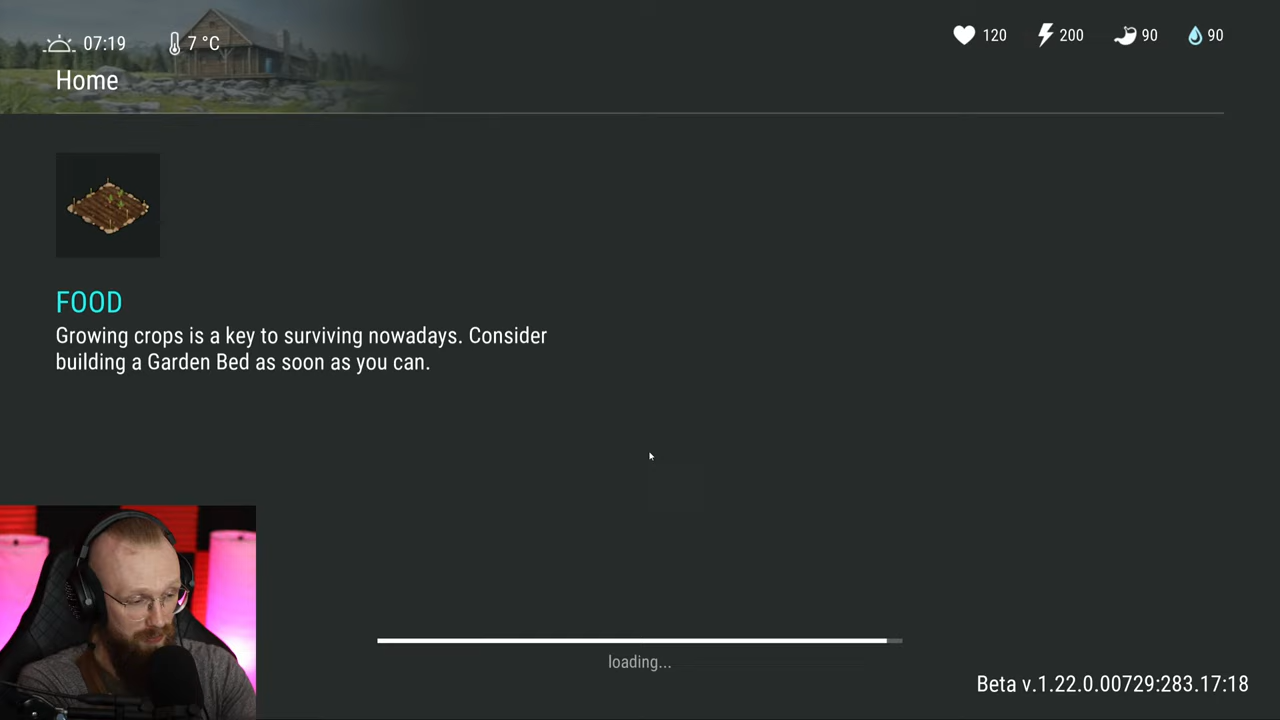 07:19 7 °C 120 200 90 90
Home
FOOD
Growing crops is a key to surviving nowadays. Consider
building a Garden Bed as soon as you can.
loading...
Beta v.1.22.0.00729:283.17:18